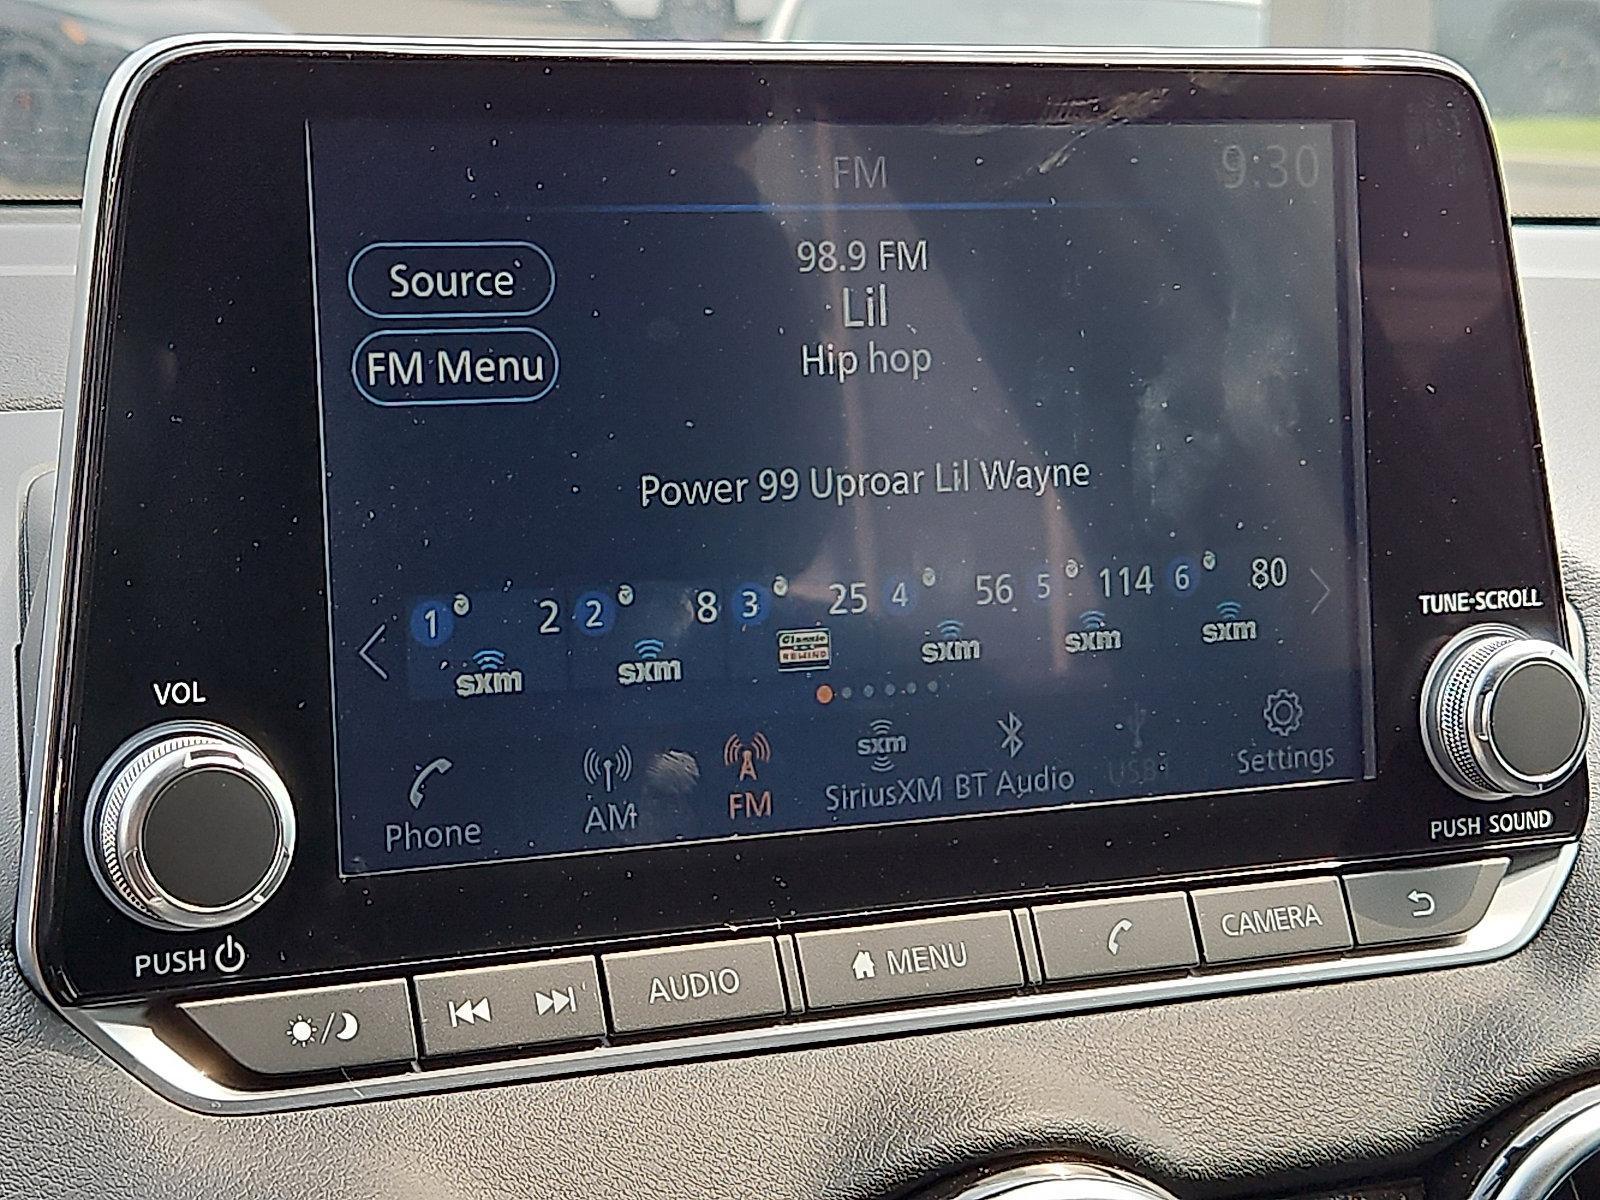 FM
9:30
Source
98.9 FM
Lil
FM Menu
Hip hop
Power 99 Uproar Lil Wayne
1 2 2 8 3 25 4 56 5 114 6 80
sxm sxm Classic REWIND sxm sxm sxm
Phone AM FM SiriusXM BT Audio Settings
sxm
VOL
PUSH
TUNE·SCROLL
PUSH SOUND
AUDIO
MENU
CAMERA